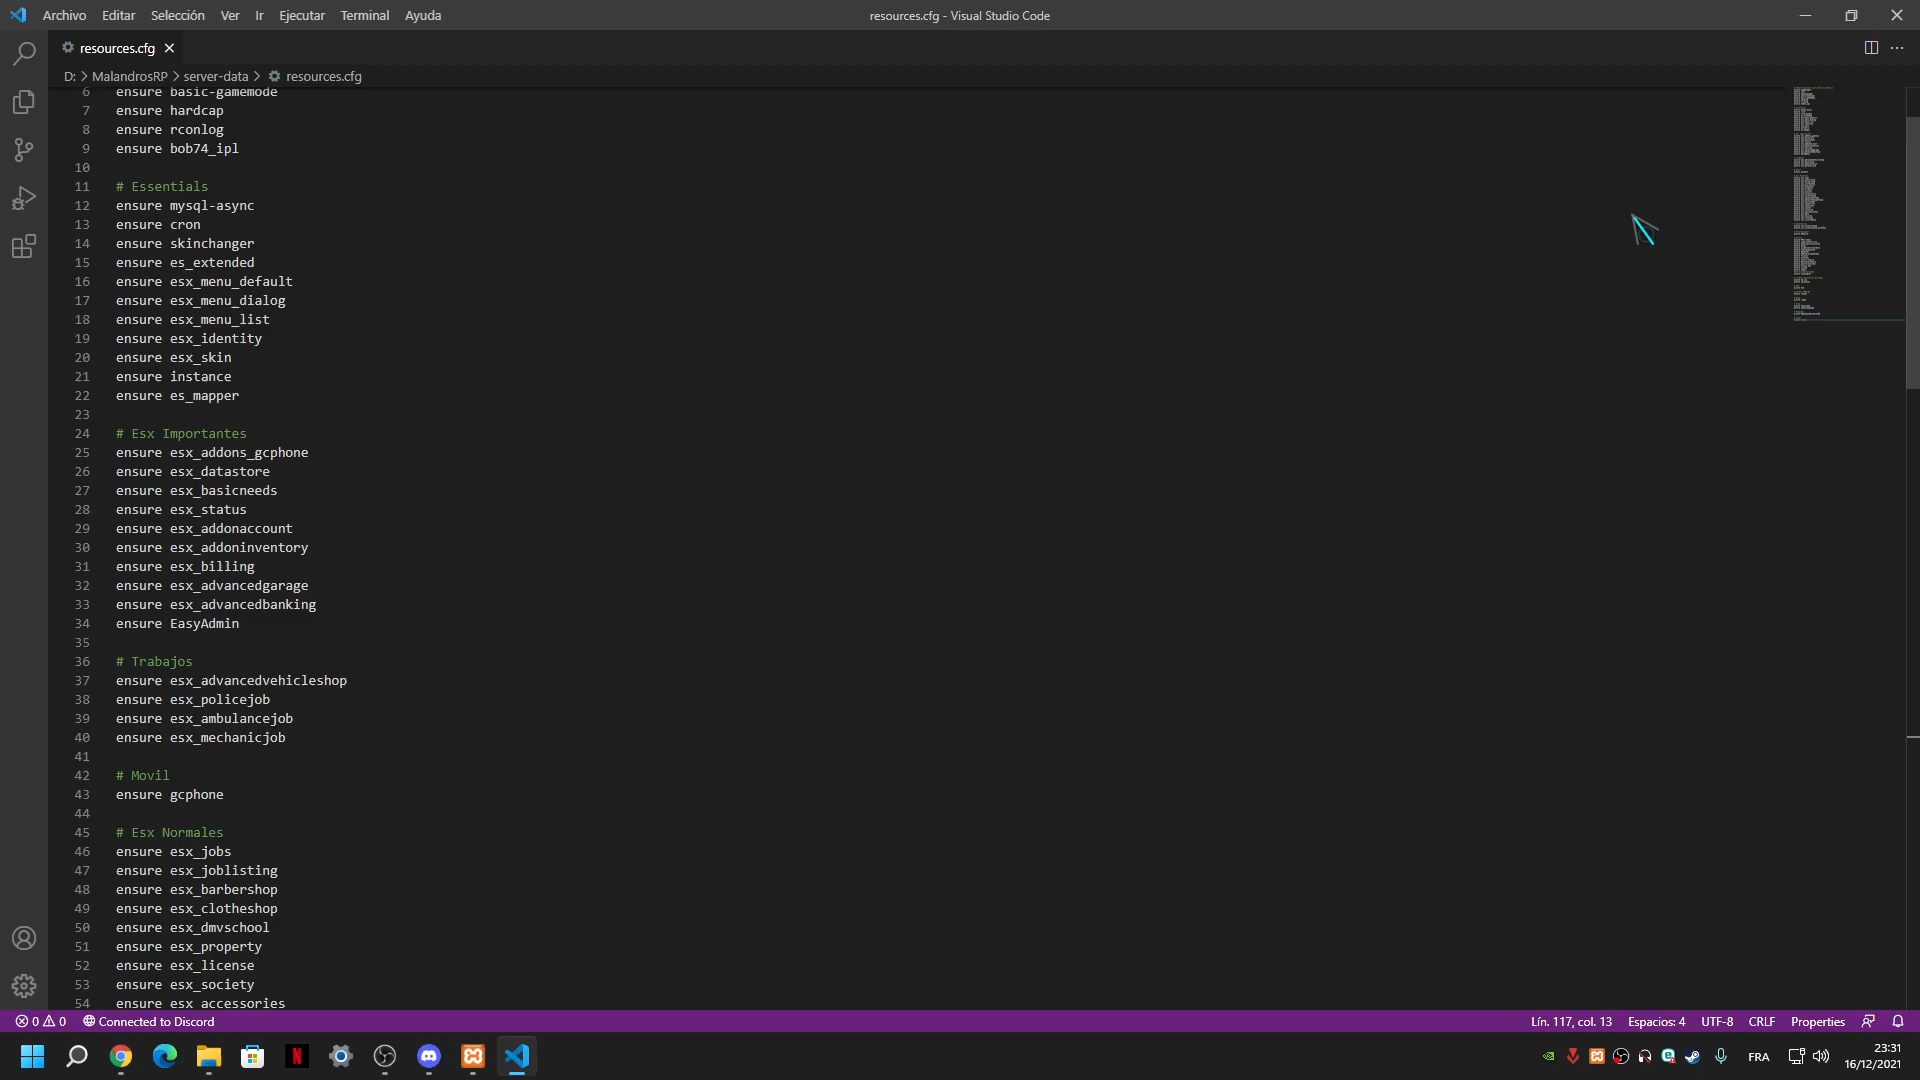 Archivo Editar Selección Ver Ir Ejecutar Terminal Ayuda
resources.cfg - Visual Studio Code
resources.cfg
D: > MalandrosRP > server-data > resources.cfg
6 ensure basic-gamemode
7 ensure hardcap
8 ensure rconlog
9 ensure bob74_ipl
10
11 # Essentials
12 ensure mysql-async
13 ensure cron
14 ensure skinchanger
15 ensure es_extended
16 ensure esx_menu_default
17 ensure esx_menu_dialog
18 ensure esx_menu_list
19 ensure esx_identity
20 ensure esx_skin
21 ensure instance
22 ensure es_mapper
23
24 # Esx Importantes
25 ensure esx_addons_gcphone
26 ensure esx_datastore
27 ensure esx_basicneeds
28 ensure esx_status
29 ensure esx_addonaccount
30 ensure esx_addoninventory
31 ensure esx_billing
32 ensure esx_advancedgarage
33 ensure esx_advancedbanking
34 ensure EasyAdmin
35
36 # Trabajos
37 ensure esx_advancedvehicleshop
38 ensure esx_policejob
39 ensure esx_ambulancejob
40 ensure esx_mechanicjob
41
42 # Movil
43 ensure gcphone
44
45 # Esx Normales
46 ensure esx_jobs
47 ensure esx_joblisting
48 ensure esx_barbershop
49 ensure esx_clotheshop
50 ensure esx_dmvschool
51 ensure esx_property
52 ensure esx_license
53 ensure esx_society
54 ensure esx_accessories
0 0 Connected to Discord
Lín. 117, col. 13 Espacios: 4 UTF-8 CRLF Properties
FRA
23:31
16/12/2021